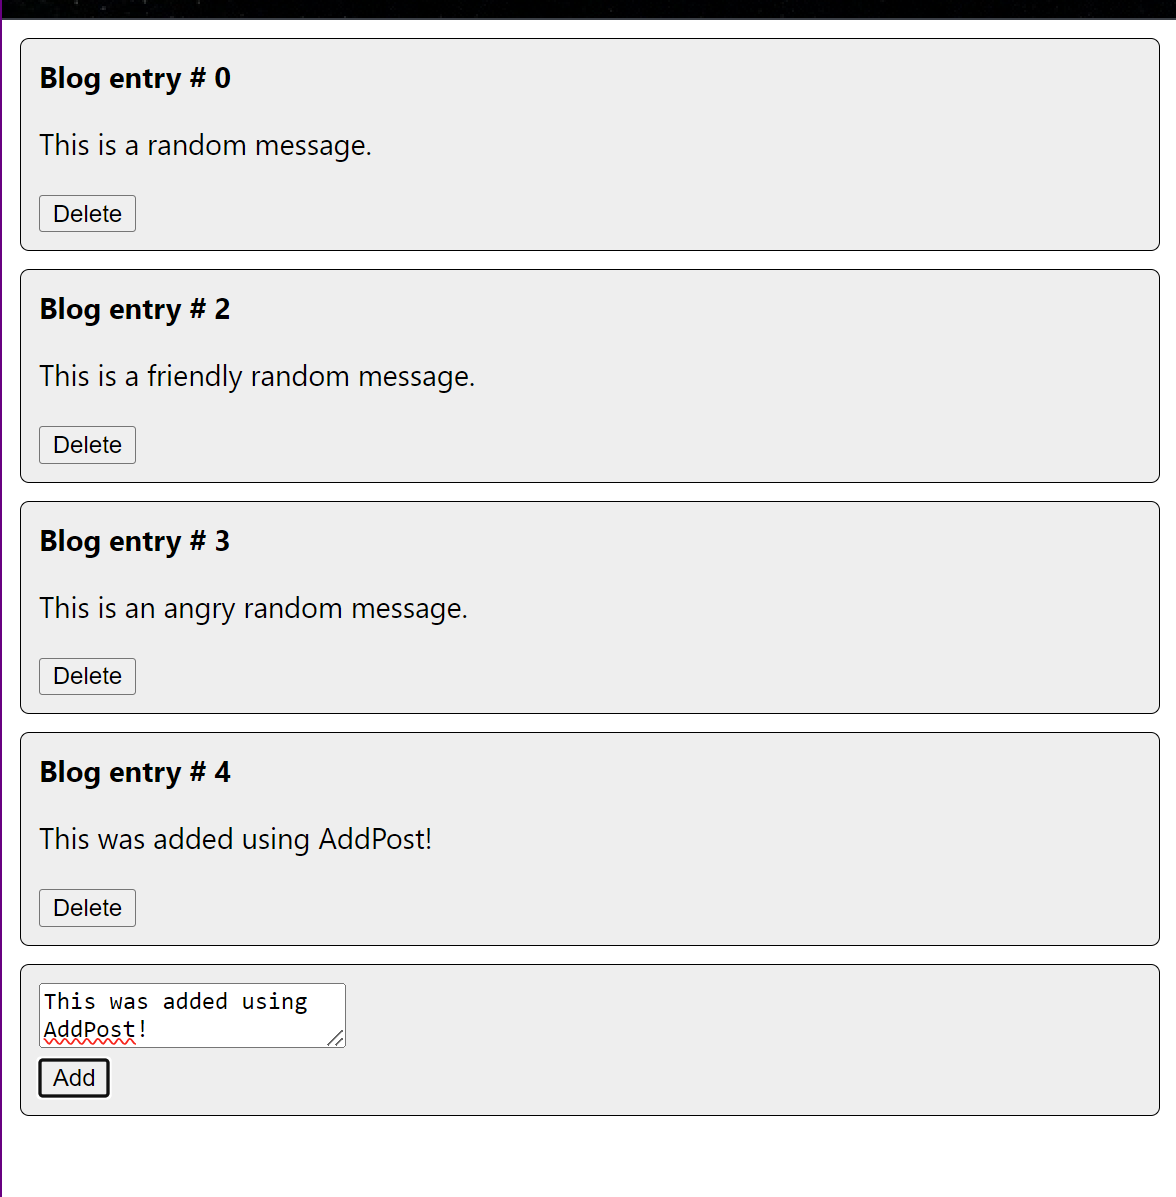 Blog entry # 0
This is a random message.
Delete
Blog entry # 2
This is a friendly random message.
Delete
Blog entry # 3
This is an angry random message.
Delete
Blog entry # 4
This was added using AddPost!
Delete
This was added using
AddPost!
Add